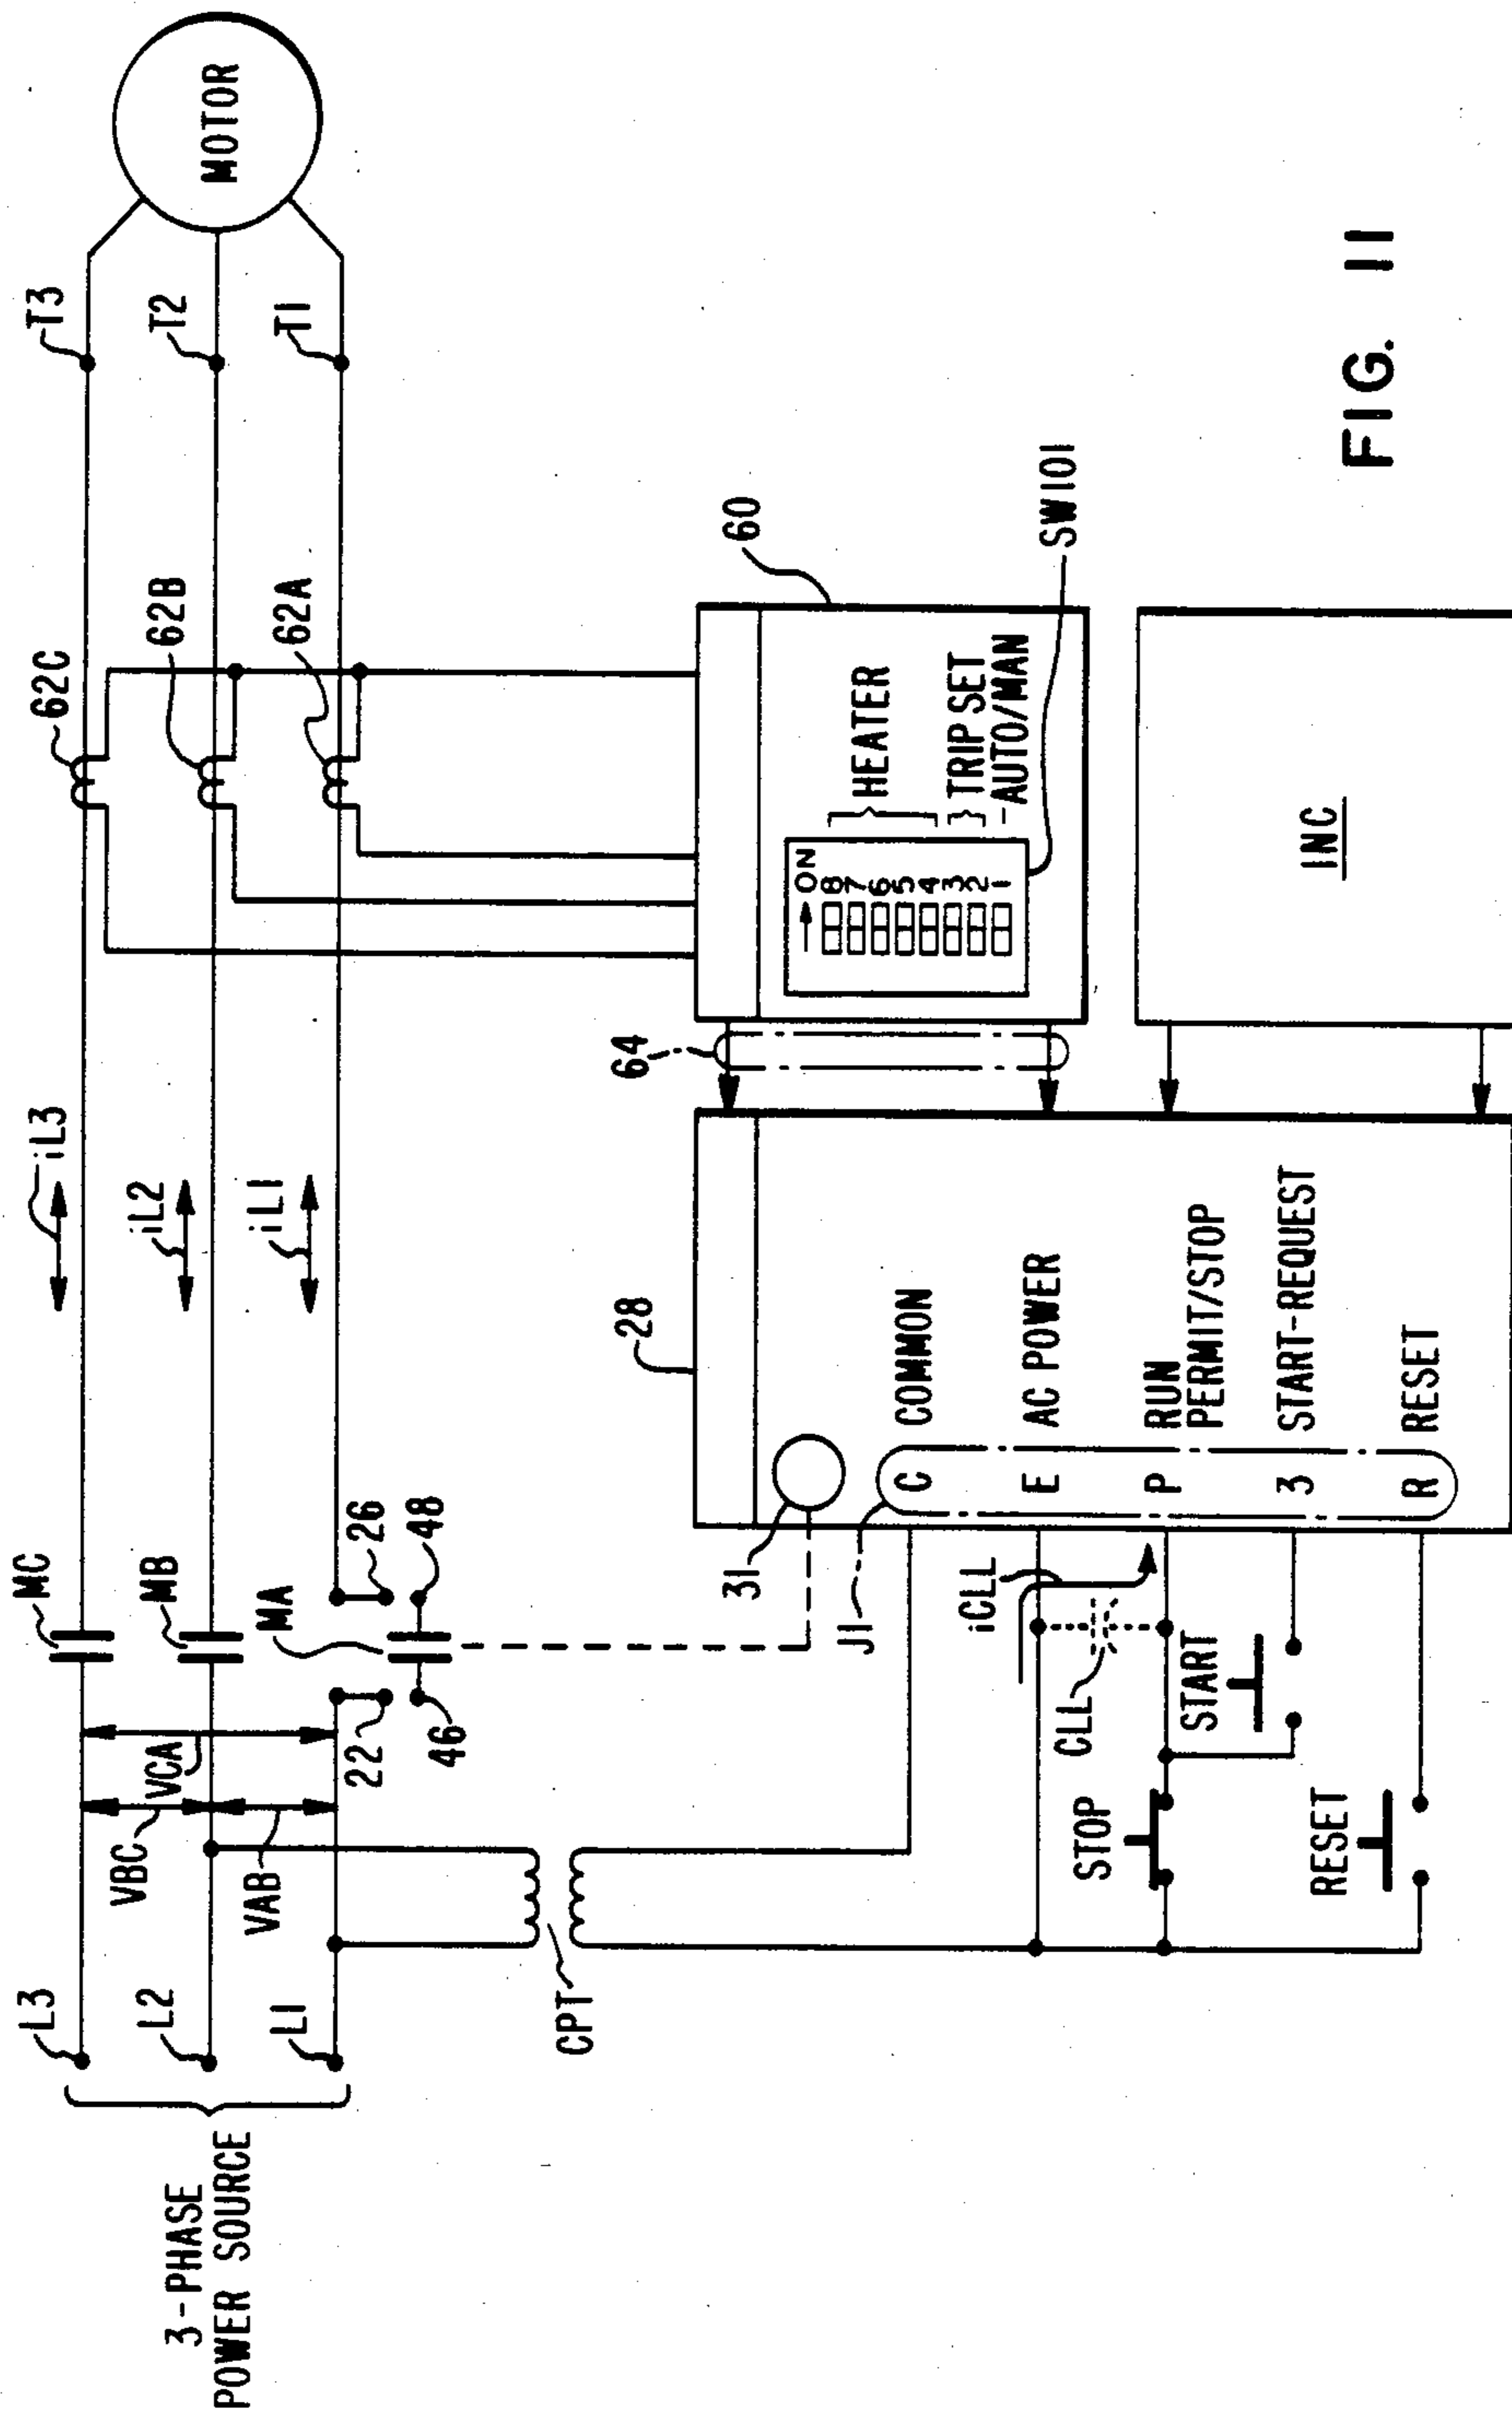 L3
L2
L1
3-PHASE
POWER SOURCE
VBC
VCA
VAB
CPT
MC
MB
MA
22
26
46
48
iL3
iL2
iL1
62C
62B
62A
T3
T2
T1
MOTOR
28
31
J1
C COMMON
E AC POWER
P RUN
PERMIT/STOP
3 START-REQUEST
R RESET
iCLL
CLL
STOP
START
RESET
64
60
ON
8
7
6
5
4
3
2
1
HEATER
TRIP SET
AUTO/MAN
SW101
INC
FIG. 11